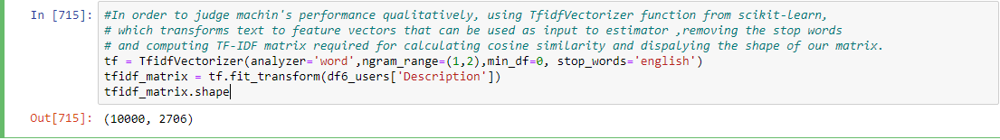 In [715]: #In order to judge machin's performance qualitatively, using TfidfVectorizer function from scikit-learn,
# which transforms text to feature vectors that can be used as input to estimator ,removing the stop words
# and computing TF-IDF matrix required for calculating cosine similarity and dispalying the shape of our matrix.
tf = TfidfVectorizer(analyzer='word',ngram_range=(1,2),min_df=0, stop_words='english')
tfidf_matrix = tf.fit_transform(df6_users['Description'])
tfidf_matrix.shape
Out[715]: (10000, 2706)